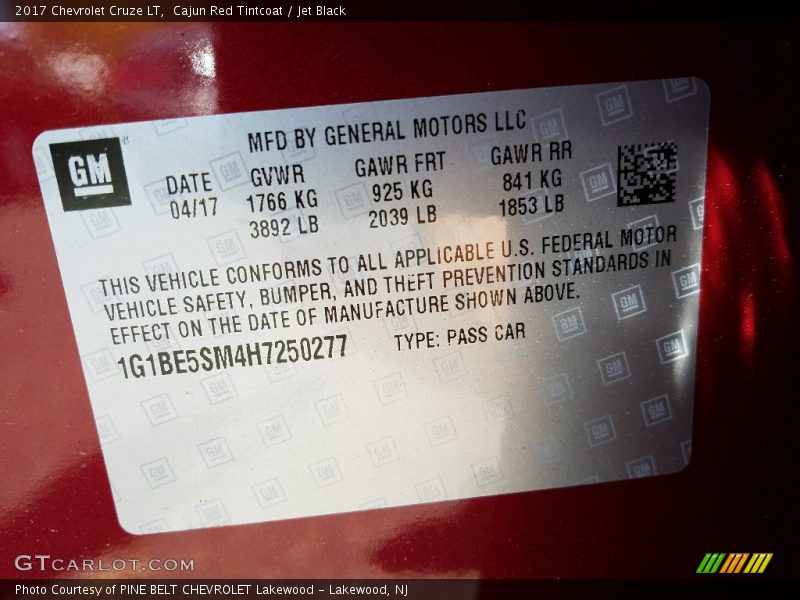 2017 Chevrolet Cruze LT,  Cajun Red Tintcoat / Jet Black
GM
MFD BY GENERAL MOTORS LLC
DATE GVWR GAWR FRT GAWR RR
04/17 1766 KG 925 KG 841 KG
3892 LB 2039 LB 1853 LB
THIS VEHICLE CONFORMS TO ALL APPLICABLE U.S. FEDERAL MOTOR
VEHICLE SAFETY, BUMPER, AND THEFT PREVENTION STANDARDS IN
EFFECT ON THE DATE OF MANUFACTURE SHOWN ABOVE.
1G1BE5SM4H7250277 TYPE: PASS CAR
GTCARLOT.COM
Photo Courtesy of PINE BELT CHEVROLET Lakewood - Lakewood, NJ